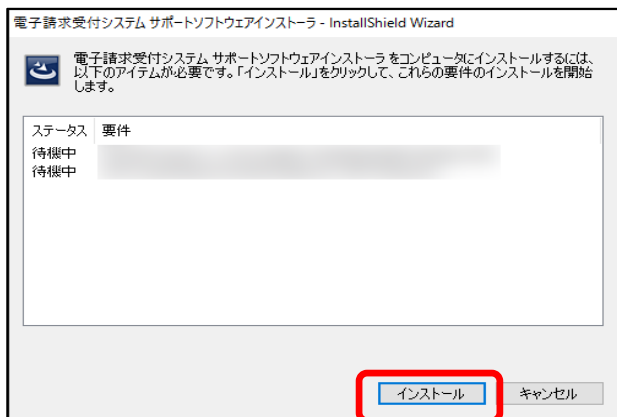 電子請求受付システム サポートソフトウェアインストーラ - InstallShield Wizard
電子請求受付システム サポートソフトウェアインストーラ をコンピュータにインストールするには、
以下のアイテムが必要です。「インストール」をクリックして、これらの要件のインストールを開始
します。
ステータス 要件
待機中
待機中
インストール キャンセル